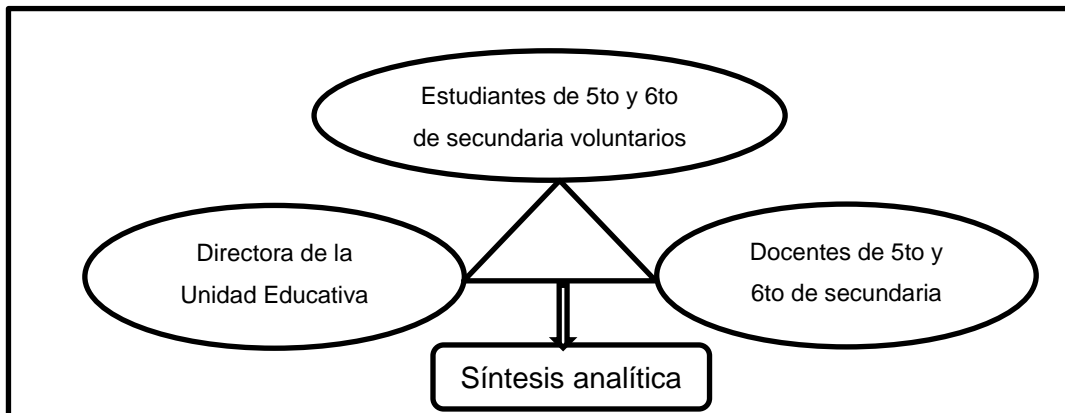 Estudiantes de 5to y 6to
de secundaria voluntarios
Directora de la
Unidad Educativa
Docentes de 5to y
6to de secundaria
Síntesis analítica